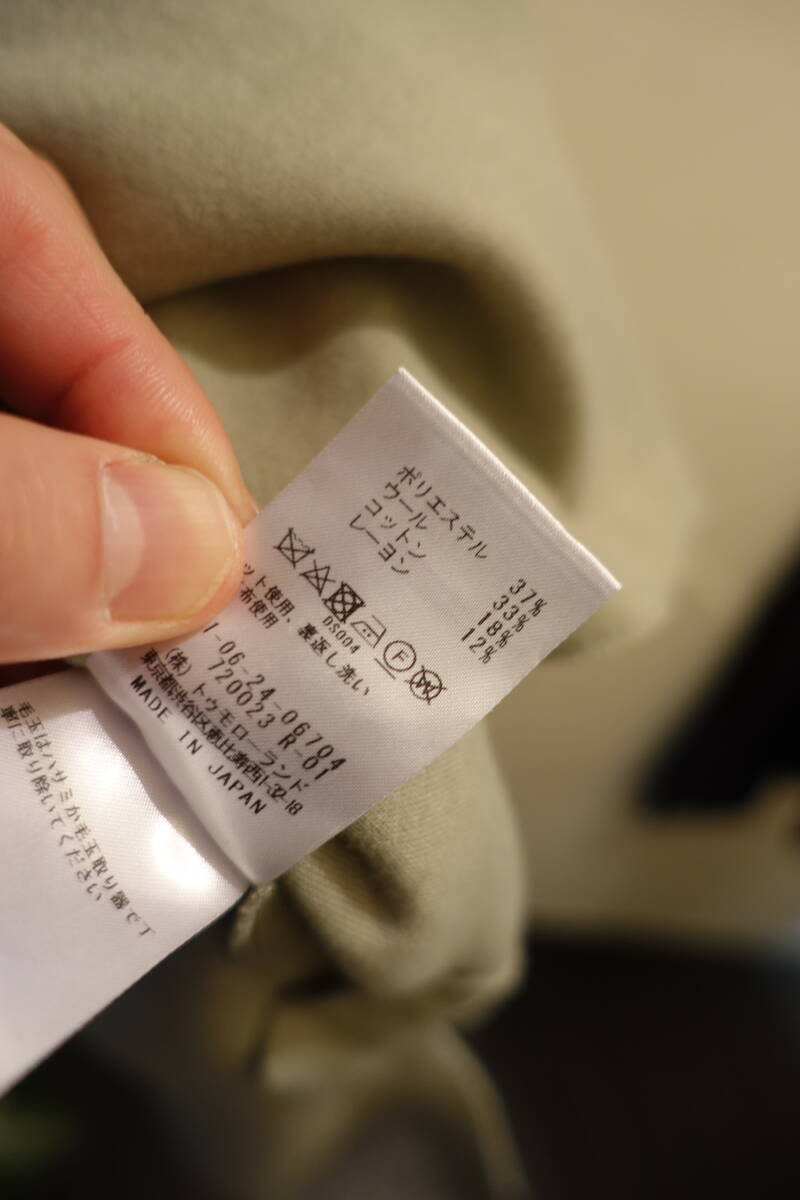 ポリエステル 37%
ウール 33%
コットン 18%
レーヨン 12%
DS004
ット使用、裏返し洗い
布使用
1-06-24-06704
720023 R-01
(株) トゥモローランド
東京都渋谷区恵比寿西1-32-18
MADE IN JAPAN
毛玉はハサミか毛玉取り器で丁
寧に取り除いてください